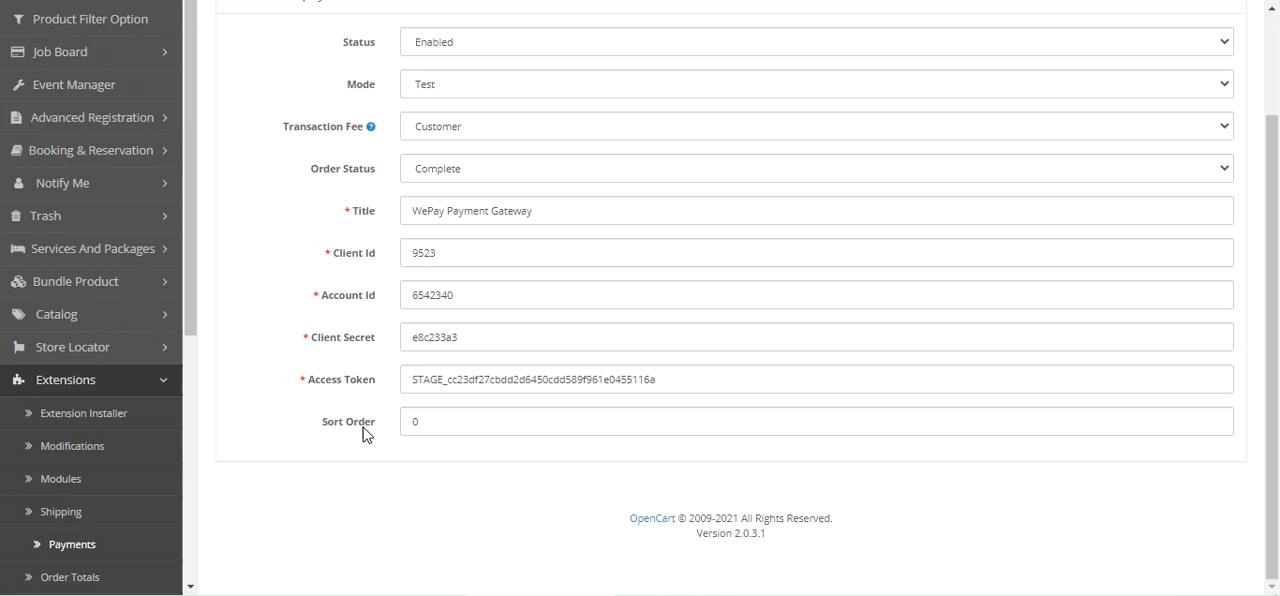 Product Filter Option
Job Board
Event Manager
Advanced Registration
Booking & Reservation
Notify Me
Trash
Services And Packages
Bundle Product
Catalog
Store Locator
Extensions
Extension Installer
Modifications
Modules
Shipping
Payments
Order Totals
Status Enabled
Mode Test
Transaction Fee ? Customer
Order Status Complete
* Title WePay Payment Gateway
* Client Id 9523
* Account Id 6542340
* Client Secret e8c233a3
* Access Token STAGE_cc23df27cbdd2d6450cdd589f961e0455116a
Sort Order 0
OpenCart © 2009-2021 All Rights Reserved.
Version 2.0.3.1